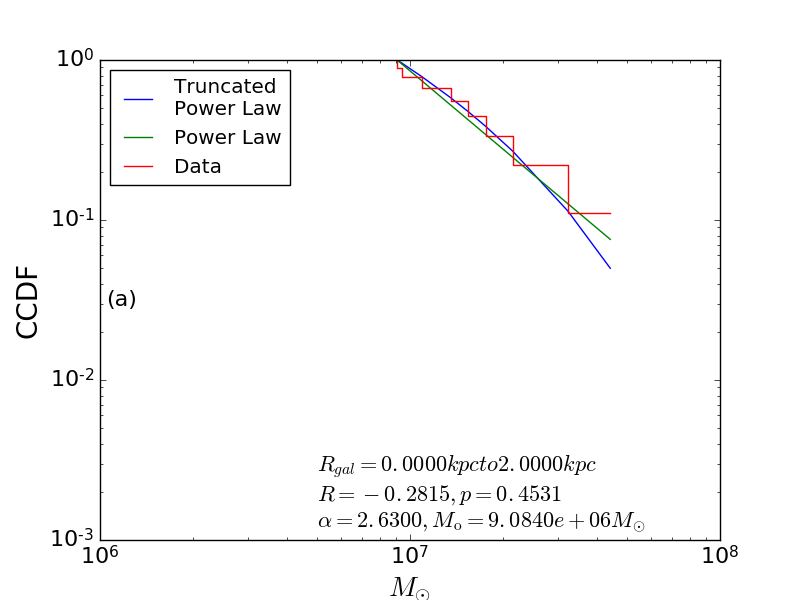 10^0
Truncated
Power Law
Power Law
Data
10^-1
CCDF
(a)
10^-2
R_gal = 0.0000kpcto2.0000kpc
R = −0.2815, p = 0.4531
α = 2.6300, M_o = 9.0840e + 06M_⊙
10^-3
10^6 10^7 10^8
M_⊙